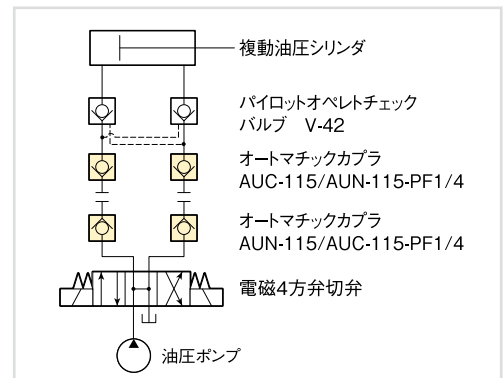 複動油圧シリンダ
パイロットオペレトチェック
バルブ V-42
オートマチックカプラ
AUC-115/AUN-115-PF1/4
オートマチックカプラ
AUN-115/AUC-115-PF1/4
電磁4方弁切弁
油圧ポンプ